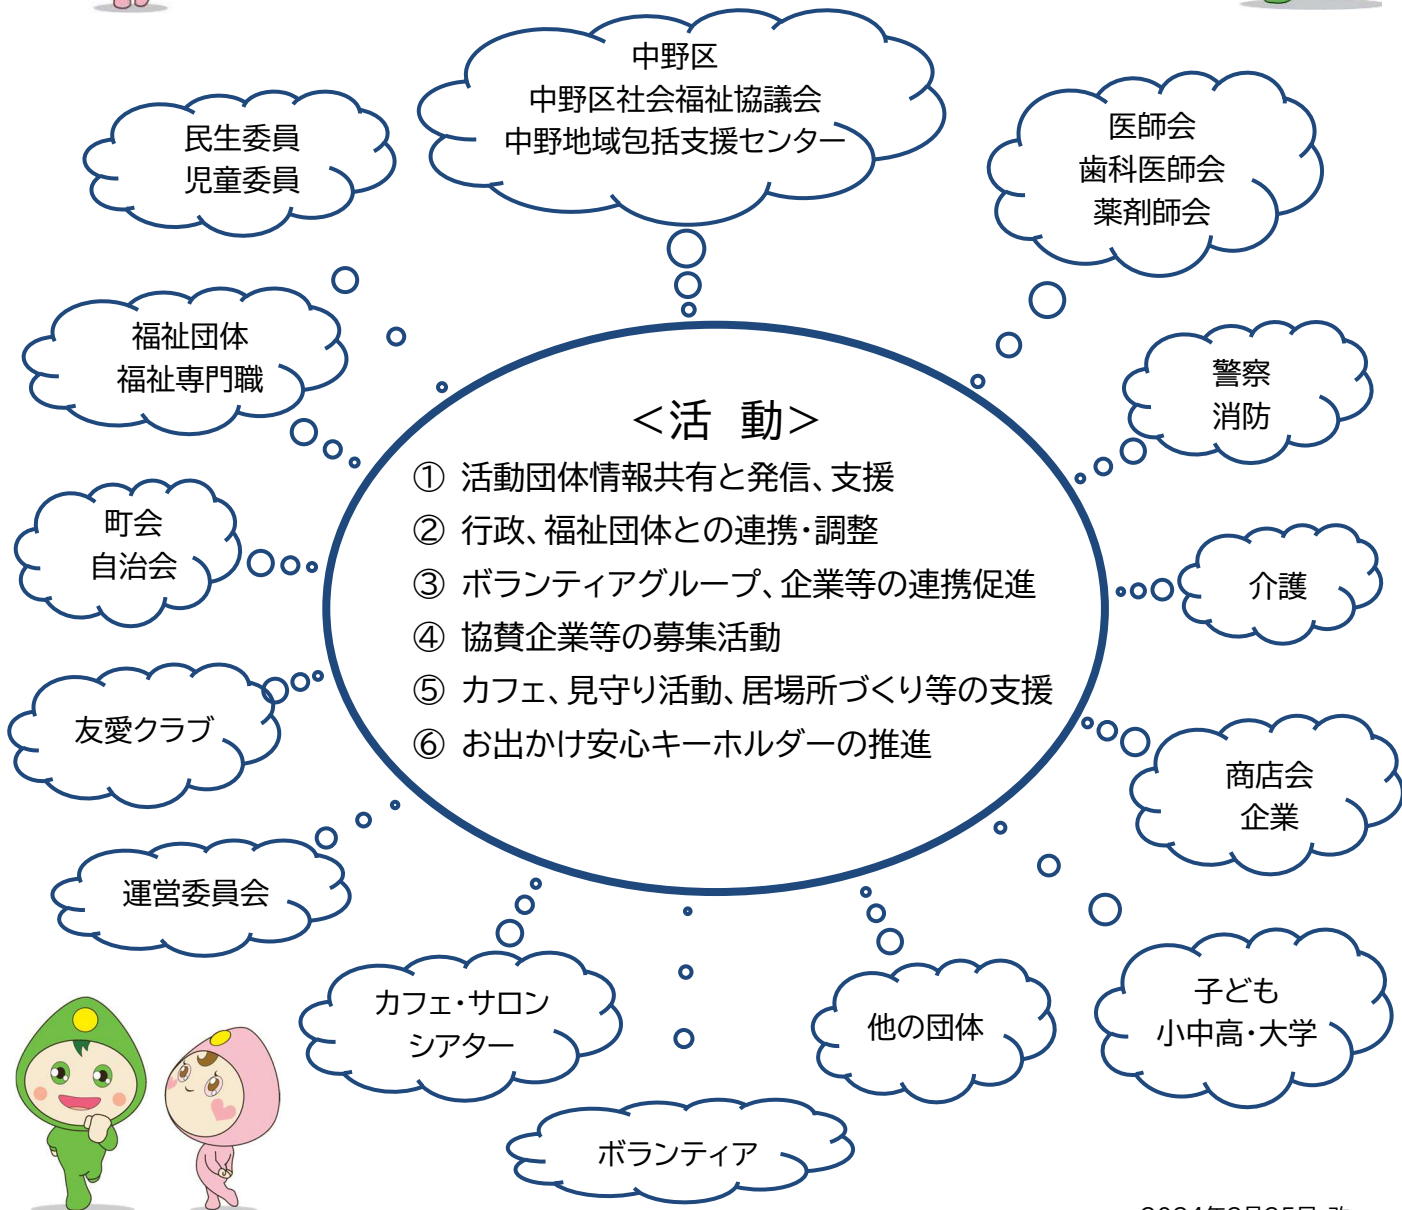 中野区
中野区社会福祉協議会
中野地域包括支援センター
民生委員
児童委員
医師会
歯科医師会
薬剤師会
福祉団体
福祉専門職
警察
消防
<活 動>
① 活動団体情報共有と発信、支援
② 行政、福祉団体との連携・調整
③ ボランティアグループ、企業等の連携促進
④ 協賛企業等の募集活動
⑤ カフェ、見守り活動、居場所づくり等の支援
⑥ お出かけ安心キーホルダーの推進
町会
自治会
介護
友愛クラブ
商店会
企業
運営委員会
カフェ・サロン
シアター
他の団体
子ども
小中高・大学
ボランティア